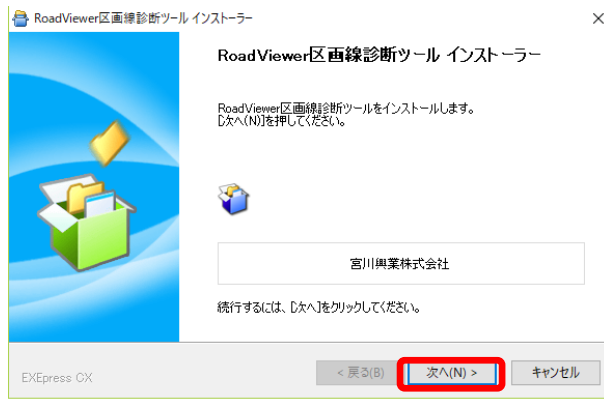 RoadViewer区画線診断ツール インストーラー
RoadViewer区画線診断ツール インストーラー
RoadViewer区画線診断ツールをインストールします。
[次へ(N)]を押してください。
宮川興業株式会社
続行するには、[次へ]をクリックしてください。
EXEpress CX
< 戻る(B)
次へ(N) >
キャンセル